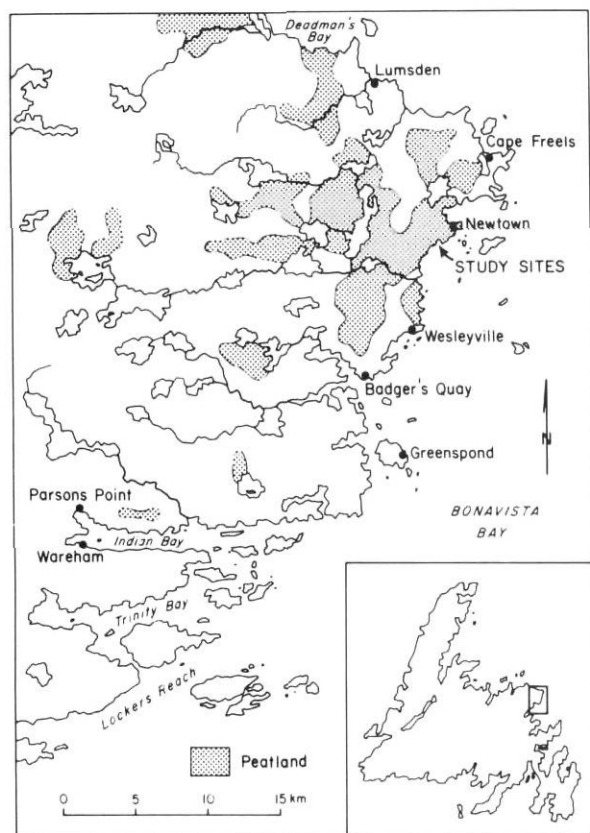 Deadman's
Bay
Lumsden
Cape Freels
Newtown
STUDY SITES
Wesleyville
Badger's Quay
N
Greenspond
Parsons Point
BONAVISTA
BAY
Indian Bay
Wareham
Trinity Bay
Lockers Reach
Peatland
0 5 10 15 km